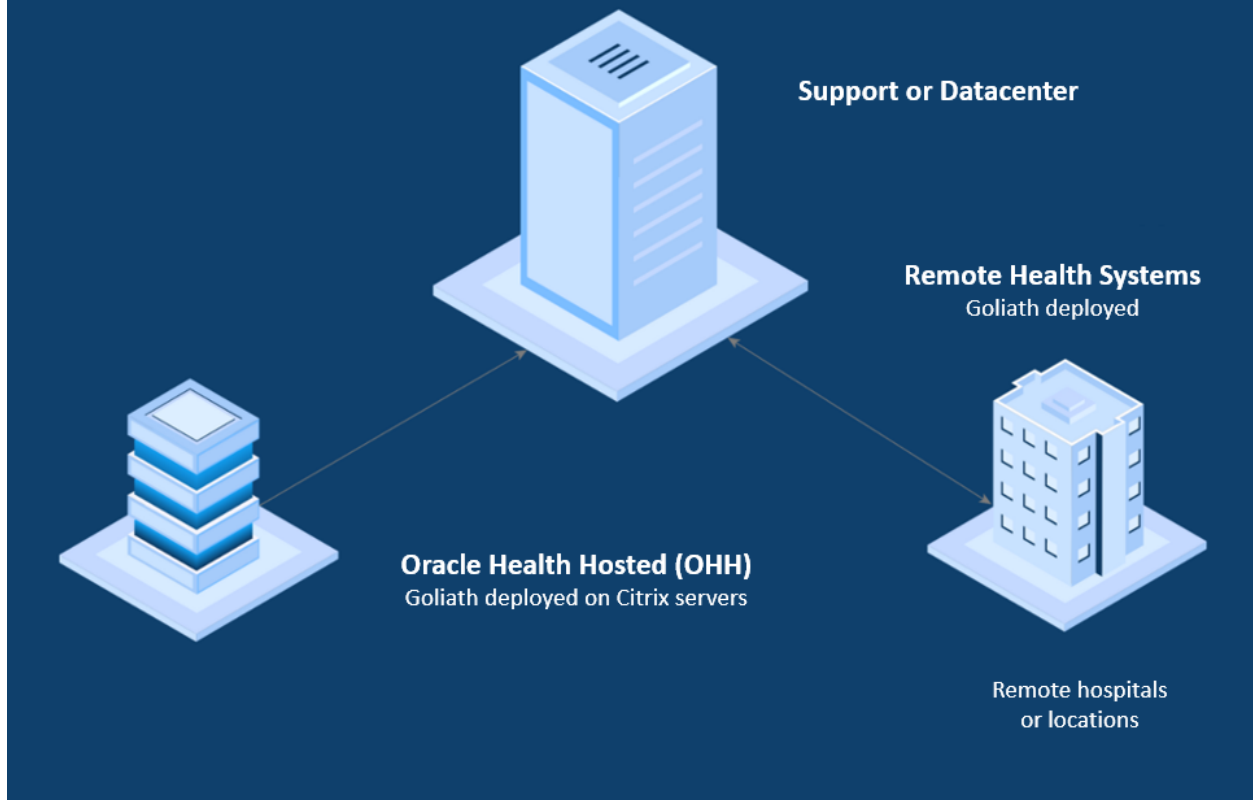 Support or Datacenter
Remote Health Systems
Goliath deployed
Oracle Health Hosted (OHH)
Goliath deployed on Citrix servers
Remote hospitals
or locations